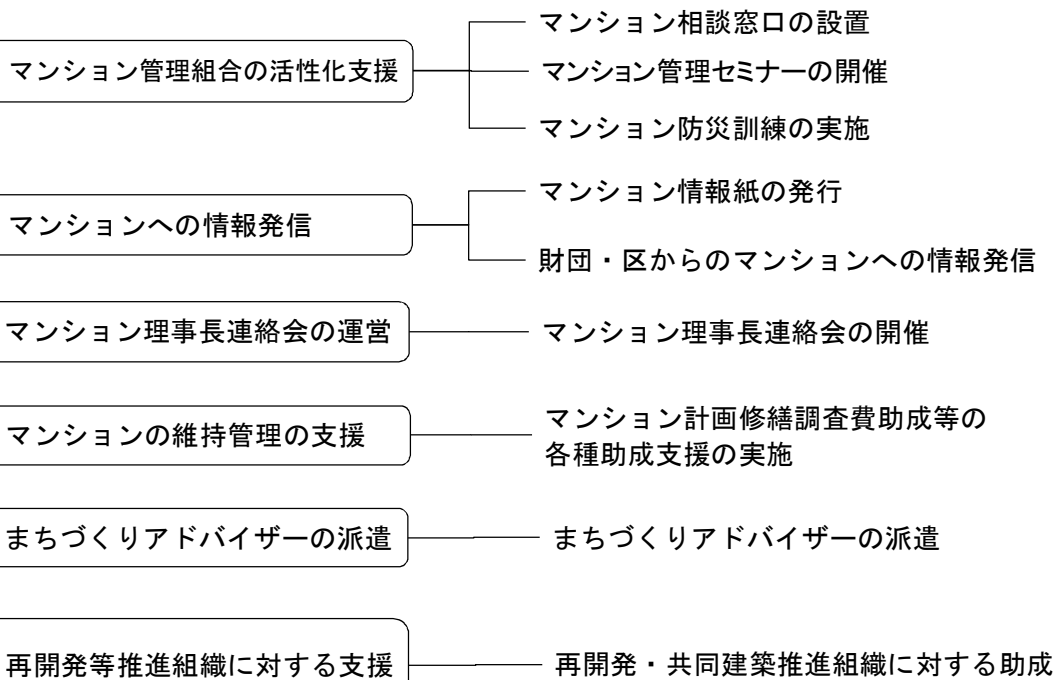 マンション管理組合の活性化支援
マンション相談窓口の設置
マンション管理セミナーの開催
マンション防災訓練の実施
マンションへの情報発信
マンション情報紙の発行
財団・区からのマンションへの情報発信
マンション理事長連絡会の運営
マンション理事長連絡会の開催
マンションの維持管理の支援
マンション計画修繕調査費助成等の
各種助成支援の実施
まちづくりアドバイザーの派遣
まちづくりアドバイザーの派遣
再開発等推進組織に対する支援
再開発・共同建築推進組織に対する助成